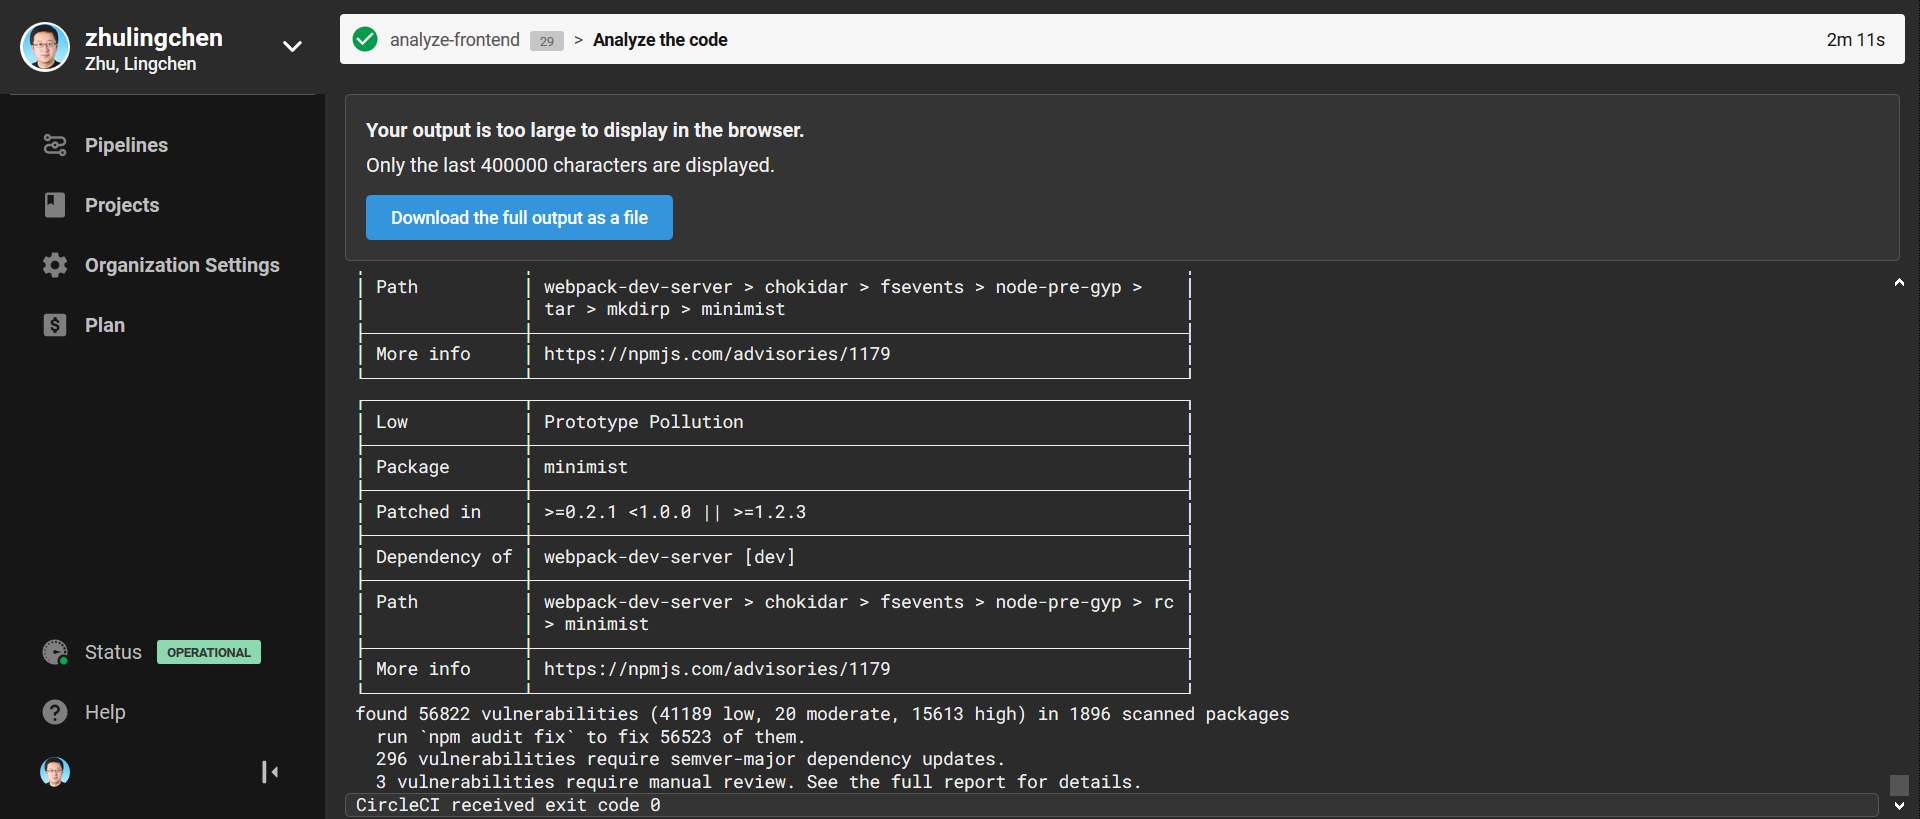 zhulingchen
Zhu, Lingchen
Pipelines
Projects
Organization Settings
Plan
Status OPERATIONAL
Help
analyze-frontend 29 > Analyze the code 2m 11s
Your output is too large to display in the browser.
Only the last 400000 characters are displayed.
Download the full output as a file
Path webpack-dev-server > chokidar > fsevents > node-pre-gyp >
tar > mkdirp > minimist
More info https://npmjs.com/advisories/1179
Low Prototype Pollution
Package minimist
Patched in >=0.2.1 <1.0.0 || >=1.2.3
Dependency of webpack-dev-server [dev]
Path webpack-dev-server > chokidar > fsevents > node-pre-gyp > rc
> minimist
More info https://npmjs.com/advisories/1179
found 56822 vulnerabilities (41189 low, 20 moderate, 15613 high) in 1896 scanned packages
run `npm audit fix` to fix 56523 of them.
296 vulnerabilities require semver-major dependency updates.
3 vulnerabilities require manual review. See the full report for details.
CircleCI received exit code 0